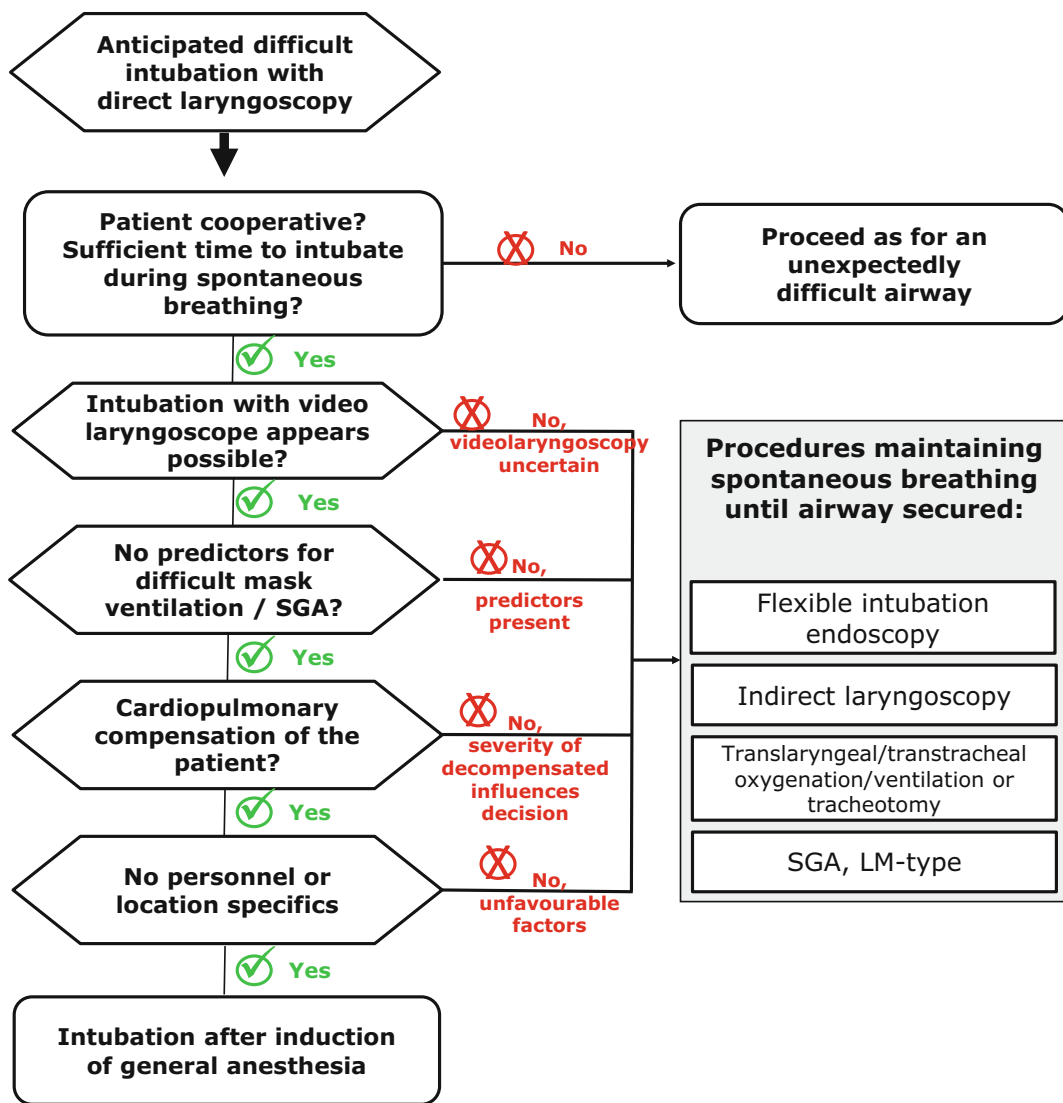 Anticipated difficult
intubation with
direct laryngoscopy
Patient cooperative?
Sufficient time to intubate
during spontaneous
breathing?
No
Proceed as for an
unexpectedly
difficult airway
Yes
Intubation with video
laryngoscope appears
possible?
No,
videolaryngoscopy
uncertain
Yes
No predictors for
difficult mask
ventilation / SGA?
No,
predictors
present
Yes
Cardiopulmonary
compensation of the
patient?
No,
severity of
decompensated
influences
decision
Yes
No personnel or
location specifics
No,
unfavourable
factors
Yes
Intubation after induction
of general anesthesia
Procedures maintaining
spontaneous breathing
until airway secured:
Flexible intubation
endoscopy
Indirect laryngoscopy
Translaryngeal/transtracheal
oxygenation/ventilation or
tracheotomy
SGA, LM-type